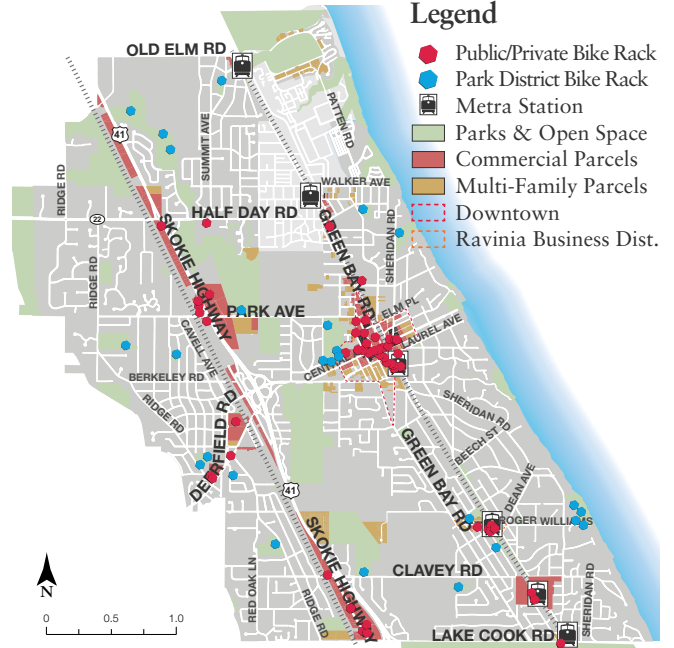 Legend
Public/Private Bike Rack
Park District Bike Rack
Metra Station
Parks & Open Space
Commercial Parcels
Multi-Family Parcels
Downtown
Ravinia Business Dist.
OLD ELM RD
41
SUMMIT AVE
PATTEN RD
RIDGE RD
WALKER AVE
22
HALF DAY RD
SHERIDAN RD
SKOKIE HIGHWAY
GREEN BAY RD
RIDGE RD
PARK AVE
ELM PL
LAUREL AVE
CAVELL AVE
CENTRAL
BERKELEY RD
RIDGE RD
DEERFIELD RD
SHERIDAN RD
BEECH ST
GREEN BAY RD
DEAN AVE
41
ROGER WILLIAMS
SKOKIE HIGHWAY
RED OAK LN
CLAVEY RD
RIDGE RD
SHERIDAN RD
LAKE COOK RD
N
0 0.5 1.0